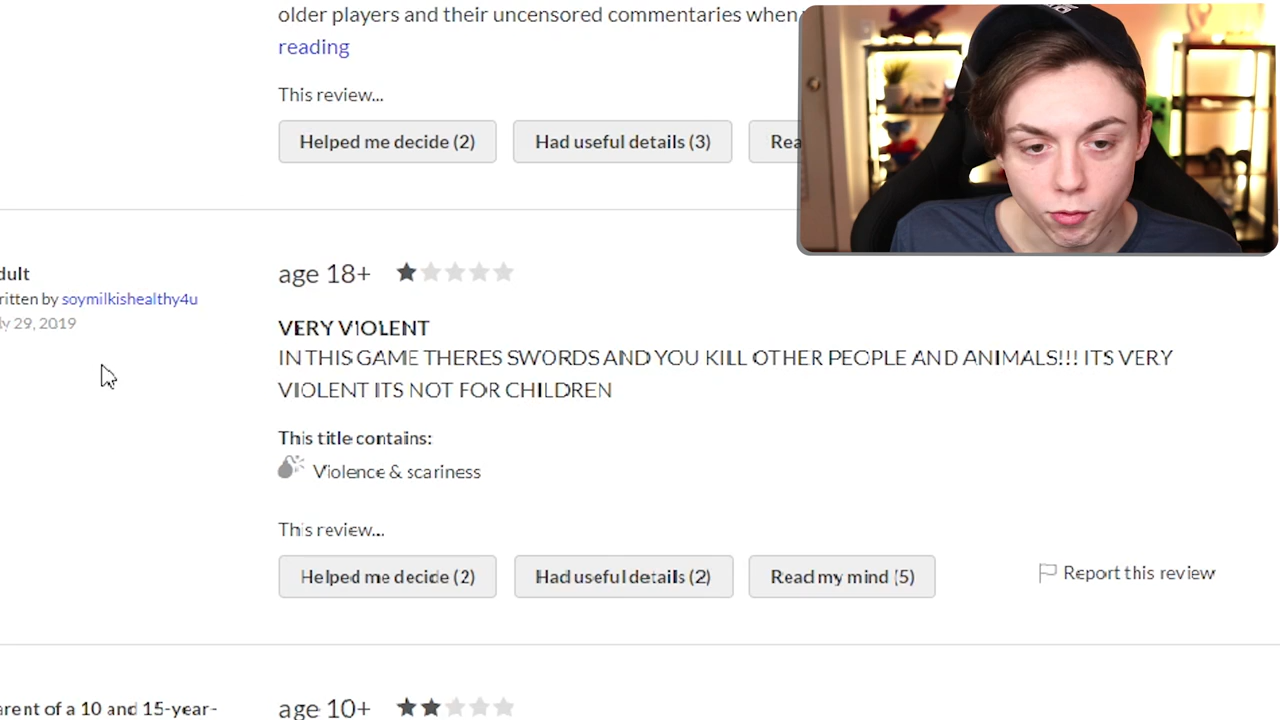 older players and their uncensored commentaries when
reading
This review...
Helped me decide (2)
Had useful details (3)
Rea
dult
ritten by soymilkishealthy4u
ly 29, 2019
age 18+
VERY VIOLENT
IN THIS GAME THERES SWORDS AND YOU KILL OTHER PEOPLE AND ANIMALS!!! ITS VERY
VIOLENT ITS NOT FOR CHILDREN
This title contains:
Violence & scariness
This review...
Helped me decide (2)
Had useful details (2)
Read my mind (5)
Report this review
arent of a 10 and 15-year-
age 10+